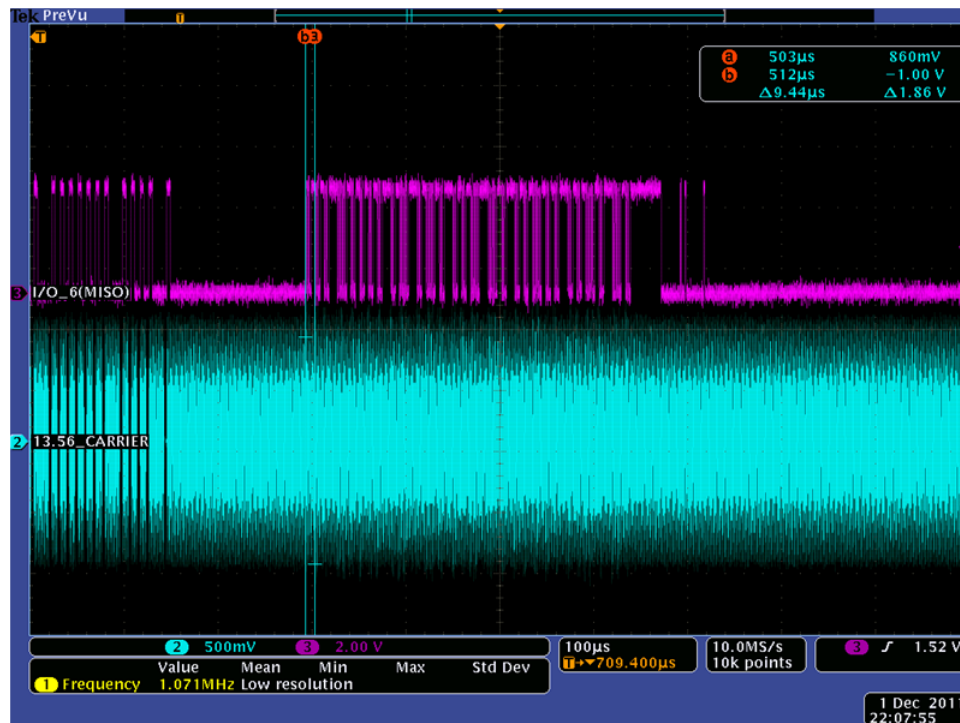 Tek PreVu
T
T
b a
a 503µs 860mV
b 512µs −1.00 V
Δ9.44µs Δ1.86 V
3 I/O_6(MISO)
2 13.56_CARRIER
2 500mV 3 2.00 V
100µs 10.0MS/s 3 1.52 V
T→▼709.400µs 10k points
Value Mean Min Max Std Dev
1 Frequency 1.071MHz Low resolution
1 Dec 2011
22:07:55